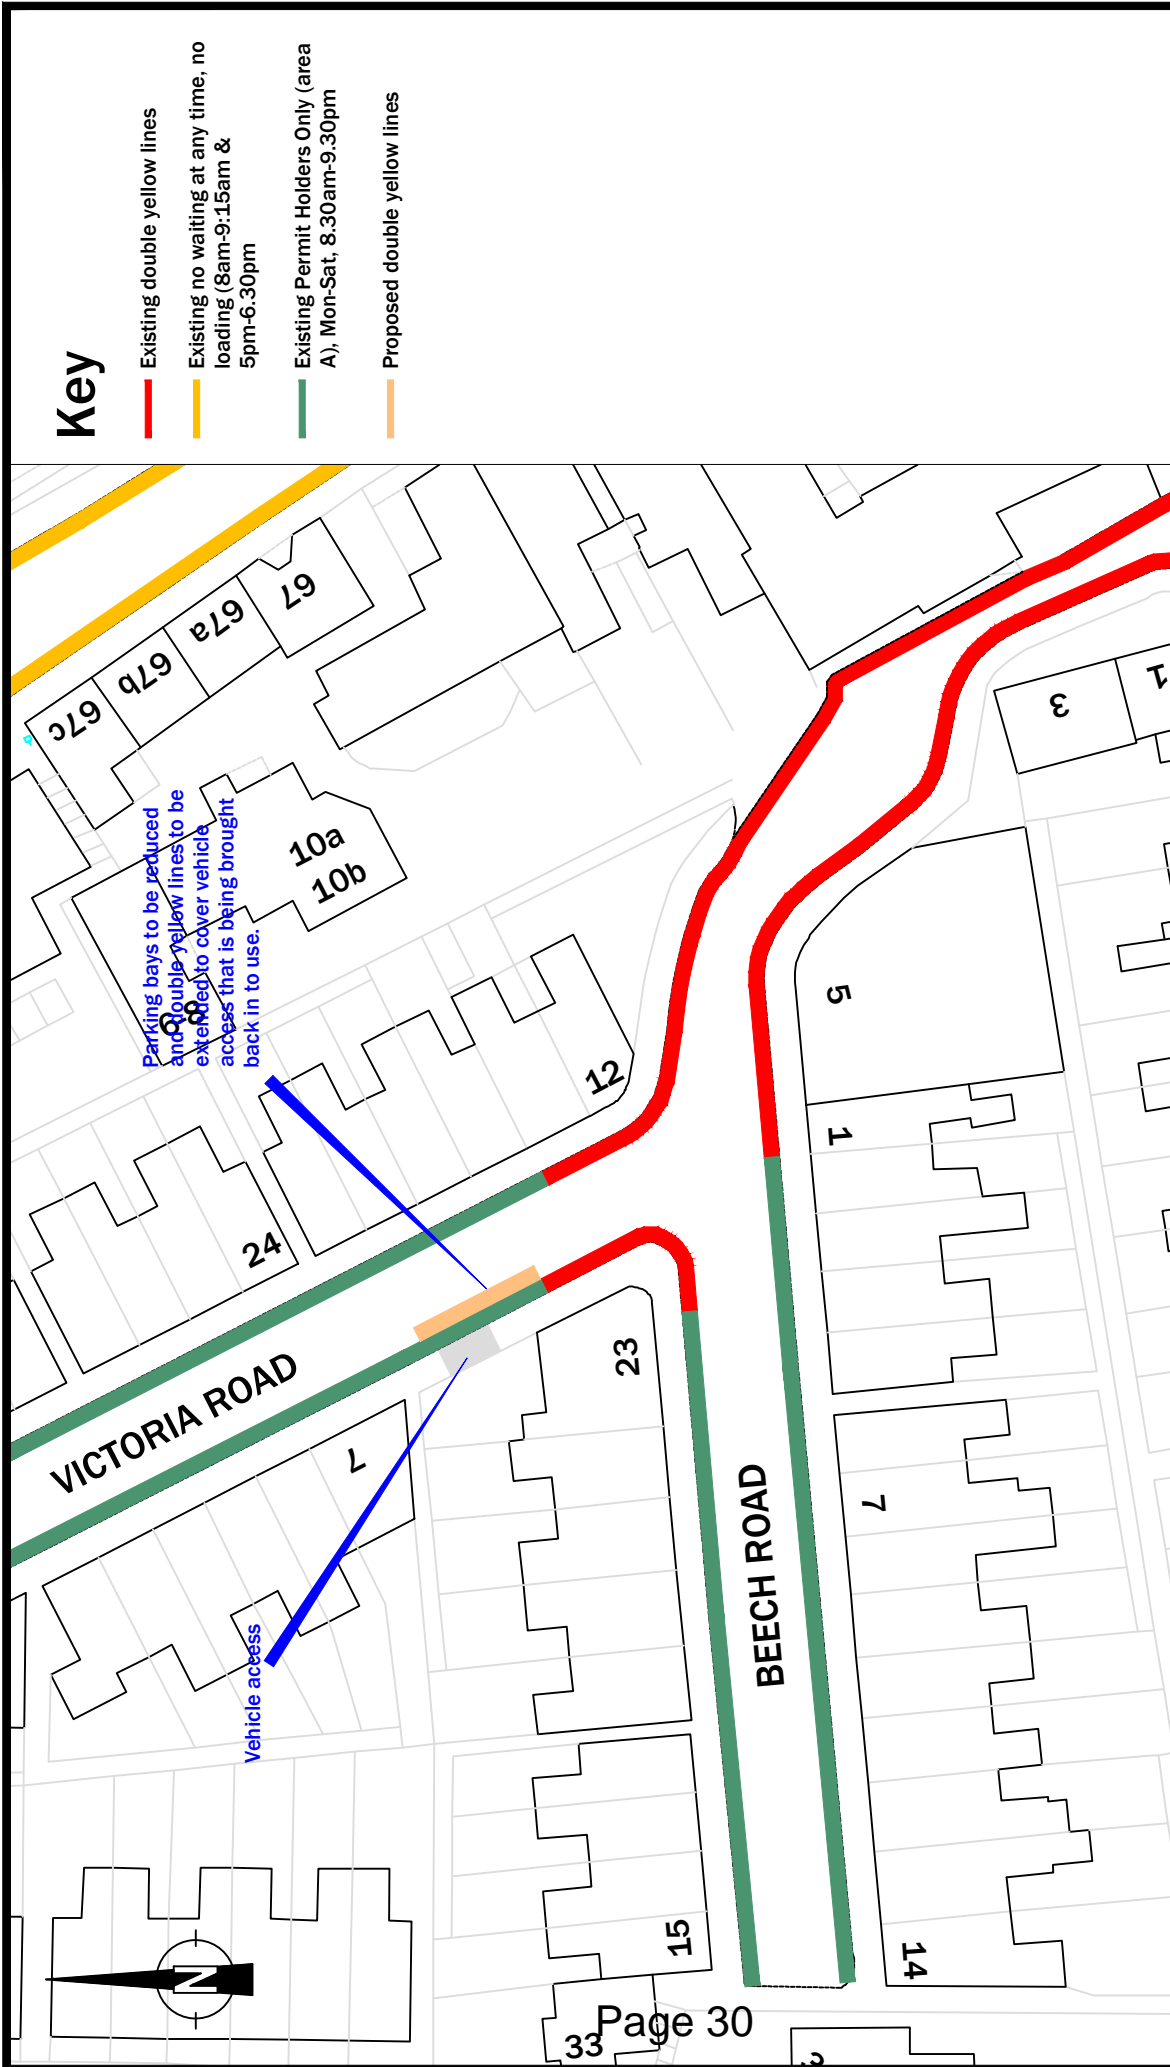 Key
Existing double yellow lines
Existing no waiting at any time, no
loading (8am-9:15am &
5pm-6.30pm
Existing Permit Holders Only (area
A), Mon-Sat, 8.30am-9.30pm
Proposed double yellow lines
67
67a
67b
67c
Parking bays to be reduced
and double yellow lines to be
extended to cover vehicle
access that is being brought
back in to use.
10a
10b
6-8
12
24
3
1
5
1
VICTORIA ROAD
7
23
BEECH ROAD
7
Vehicle access
15
14
N
33
Page 30